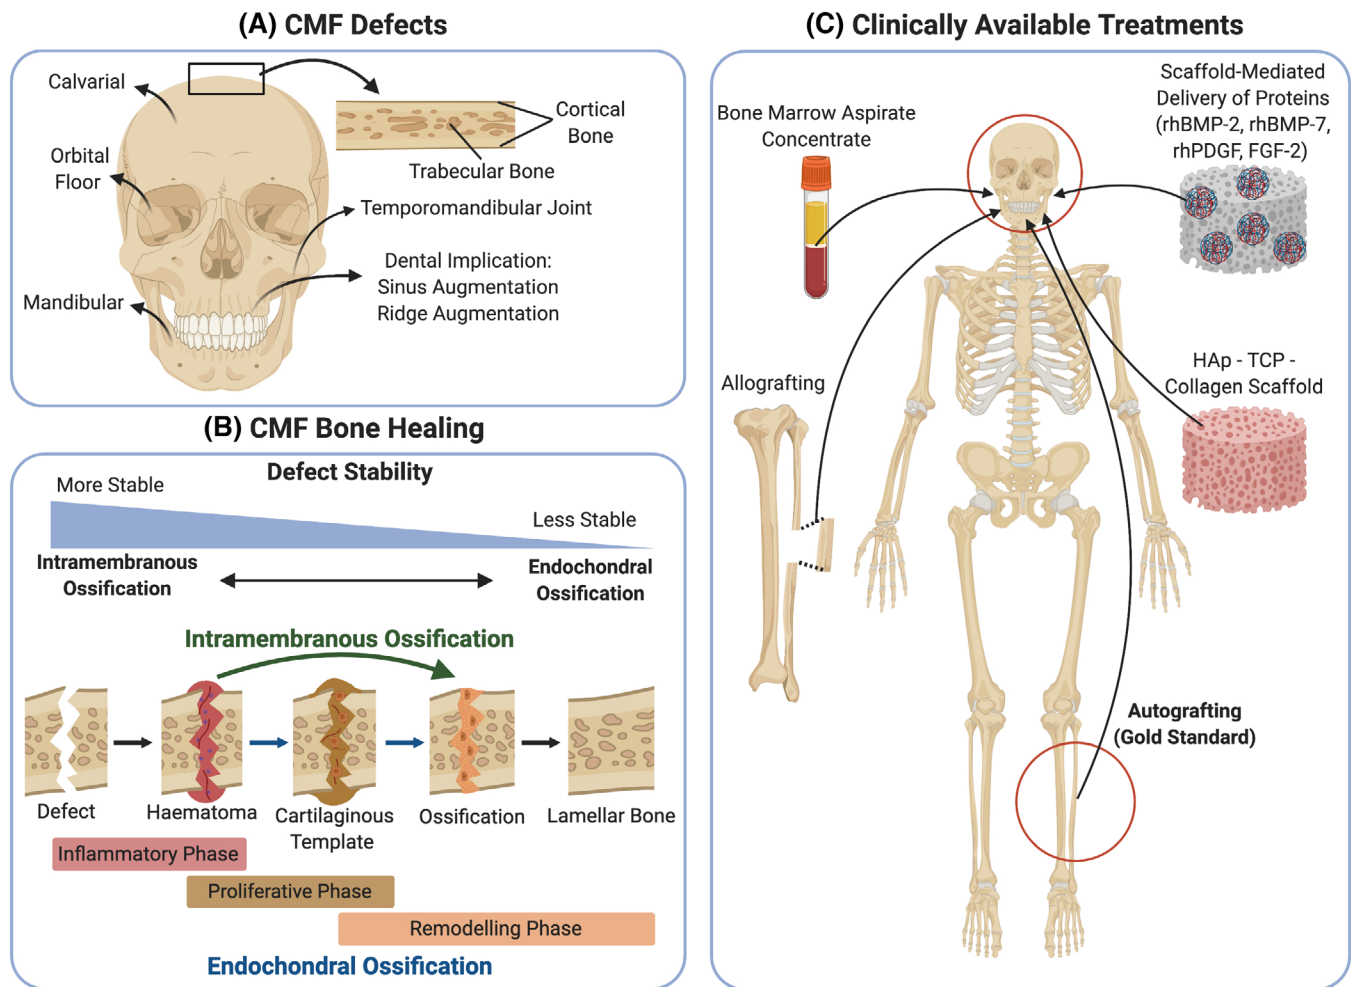 (A) CMF Defects
Calvarial
Orbital
Floor
Mandibular
Cortical
Bone
Trabecular Bone
Temporomandibular Joint
Dental Implication:
Sinus Augmentation
Ridge Augmentation
(B) CMF Bone Healing
Defect Stability
More Stable
Less Stable
Intramembranous
Ossification
Endochondral
Ossification
Intramembranous Ossification
Defect
Haematoma
Cartilaginous
Template
Ossification
Lamellar Bone
Inflammatory Phase
Proliferative Phase
Remodelling Phase
Endochondral Ossification
(C) Clinically Available Treatments
Bone Marrow Aspirate
Concentrate
Scaffold-Mediated
Delivery of Proteins
(rhBMP-2, rhBMP-7,
rhPDGF, FGF-2)
Allografting
HAp - TCP -
Collagen Scaffold
Autografting
(Gold Standard)